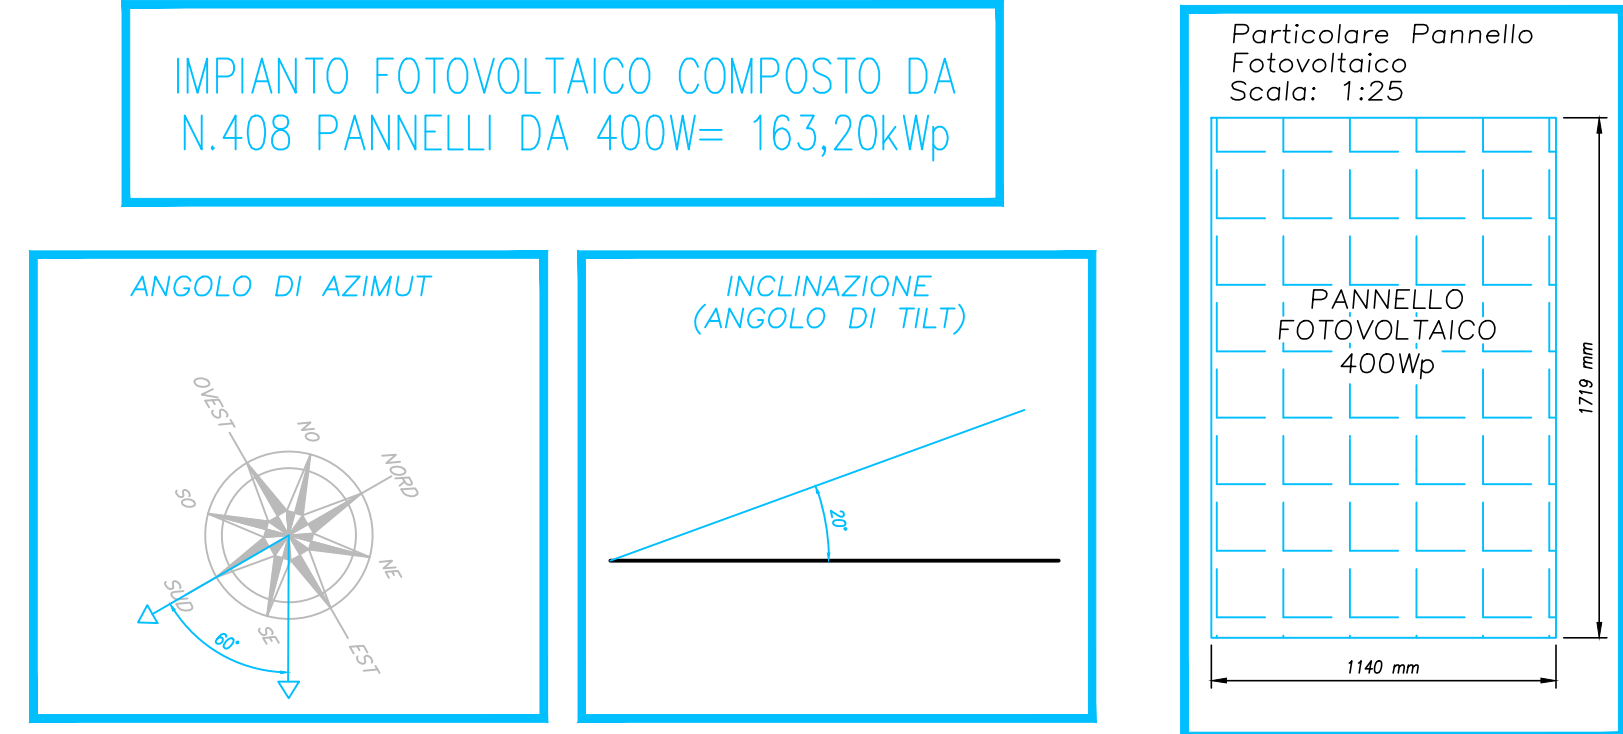 IMPIANTO FOTOVOLTAICO COMPOSTO DA
N.408 PANNELLI DA 400W= 163,20kWp
ANGOLO DI AZIMUT
OVEST
NO
NORD
SO
NE
SUD
SE
EST
60°
INCLINAZIONE
(ANGOLO DI TILT)
20°
Particolare Pannello
Fotovoltaico
Scala: 1:25
PANNELLO
FOTOVOLTAICO
400Wp
1719 mm
1140 mm